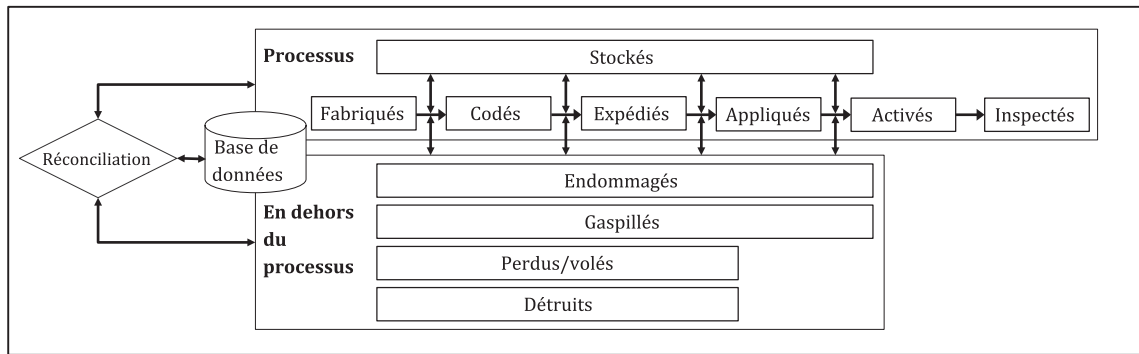 Processus
Stockés
Fabriqués
Codés
Expédiés
Appliqués
Activés
Inspectés
Réconciliation
Base de
données
En dehors
du
processus
Endommagés
Gaspillés
Perdus/volés
Détruits